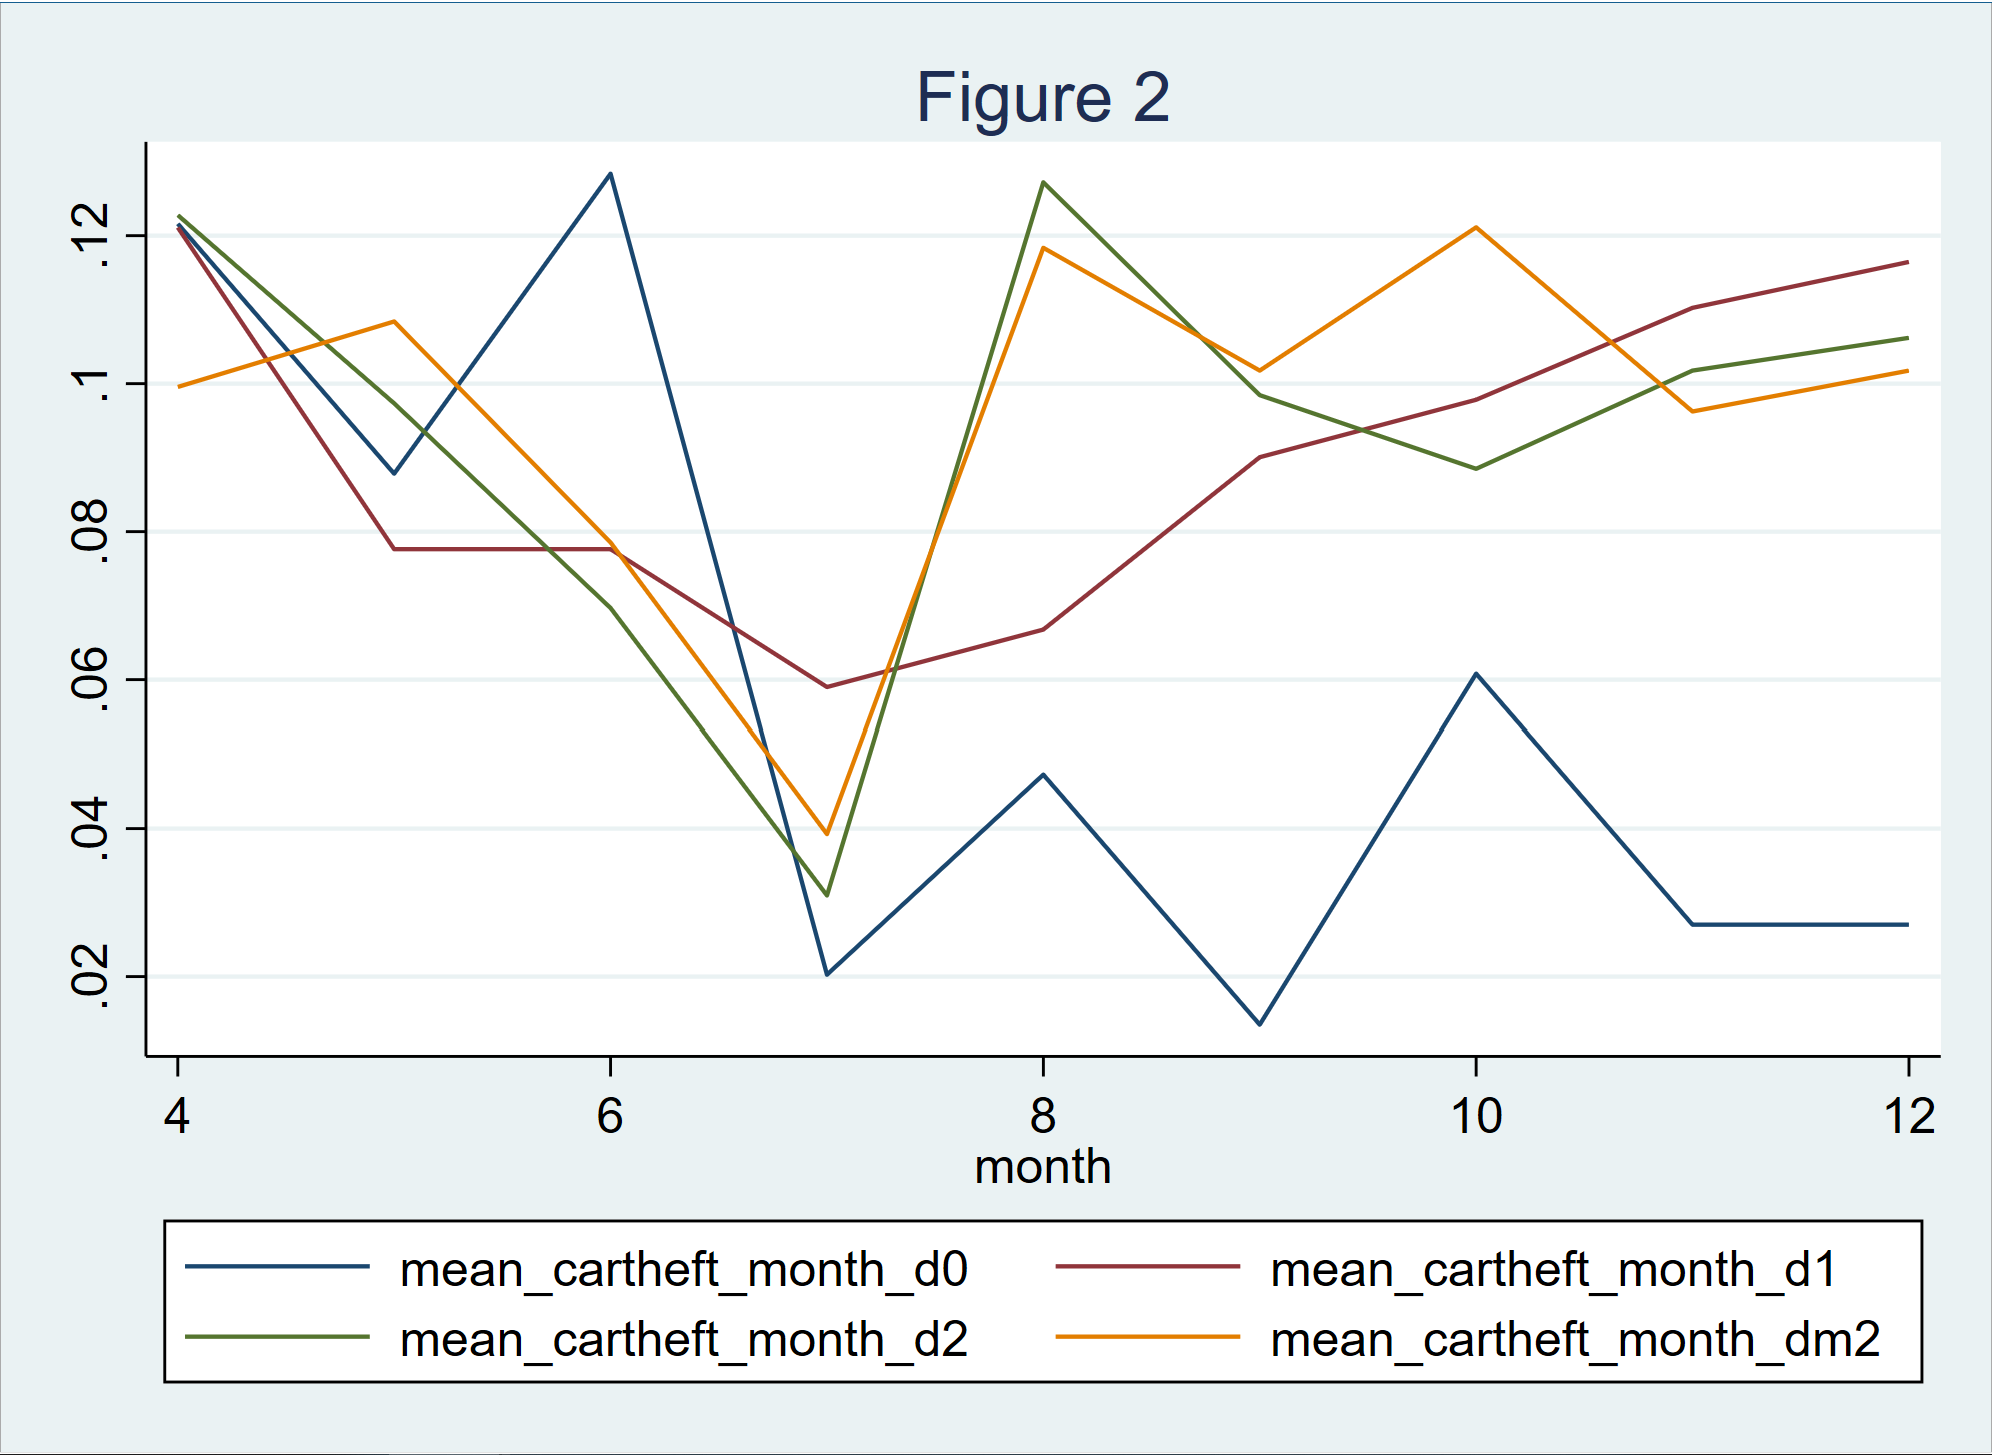 Figure 2
.12
.1
.08
.06
.04
.02
4 6 8 10 12
month
mean_cartheft_month_d0 mean_cartheft_month_d1
mean_cartheft_month_d2 mean_cartheft_month_dm2